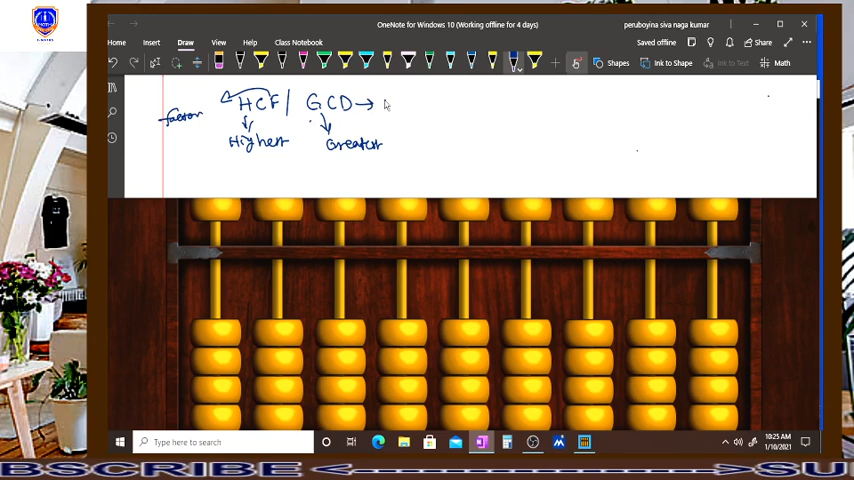 OneNote for Windows 10 (Working offline for 4 days)
peruboyina siva naga kumar
Home Insert Draw View Help Class Notebook
Saved offline Share
Shapes Ink to Shape Ink to Text Math
HCF/ GCD →
factor
Highest Greatest
Type here to search
10:25 AM
1/10/2021
BSCRIBE SU